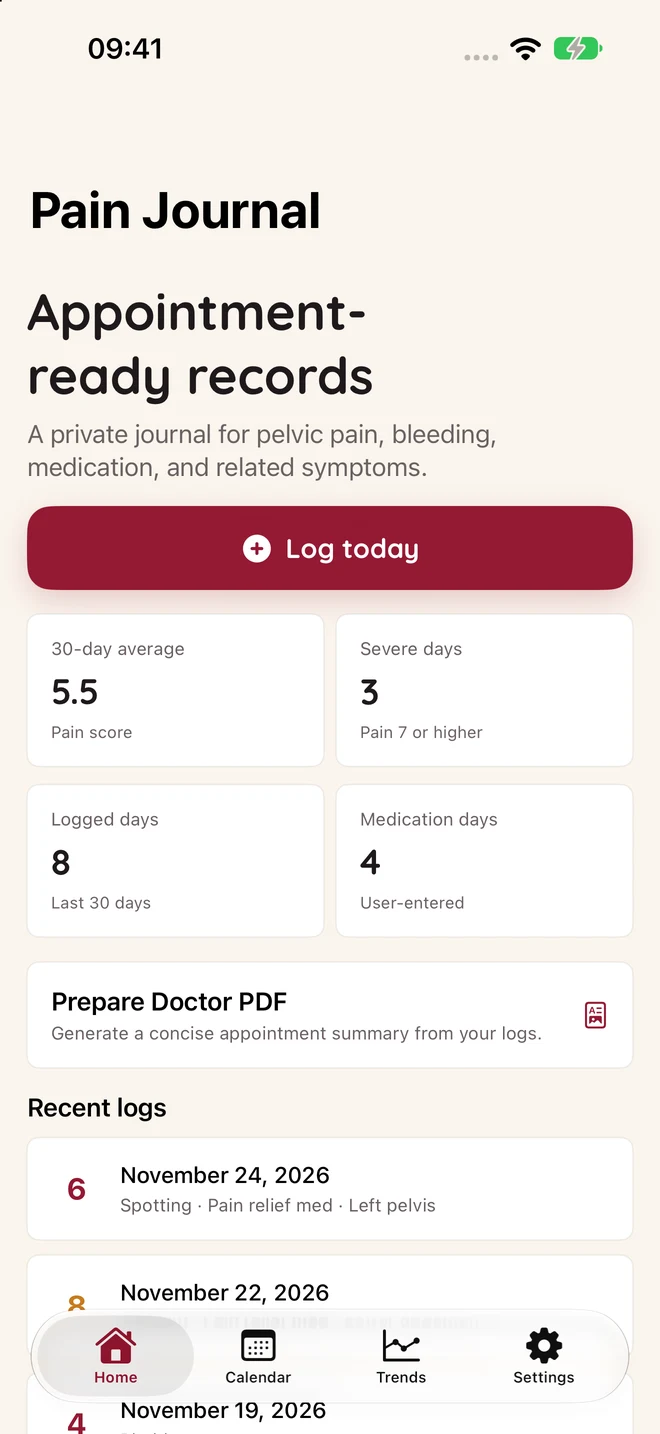 09:41
Pain Journal
Appointment-
ready records
A private journal for pelvic pain, bleeding,
medication, and related symptoms.
Log today
30-day average
5.5
Pain score
Severe days
3
Pain 7 or higher
Logged days
8
Last 30 days
Medication days
4
User-entered
Prepare Doctor PDF
Generate a concise appointment summary from your logs.
Recent logs
6
November 24, 2026
Spotting · Pain relief med · Left pelvis
8
November 22, 2026
Home
Calendar
Trends
Settings
4
November 19, 2026